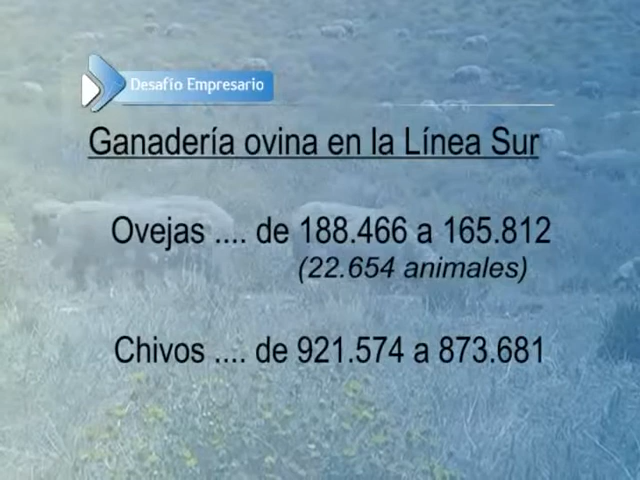 Desafío Empresario
Ganadería ovina en la Línea Sur
Ovejas .... de 188.466 a 165.812
(22.654 animales)
Chivos .... de 921.574 a 873.681